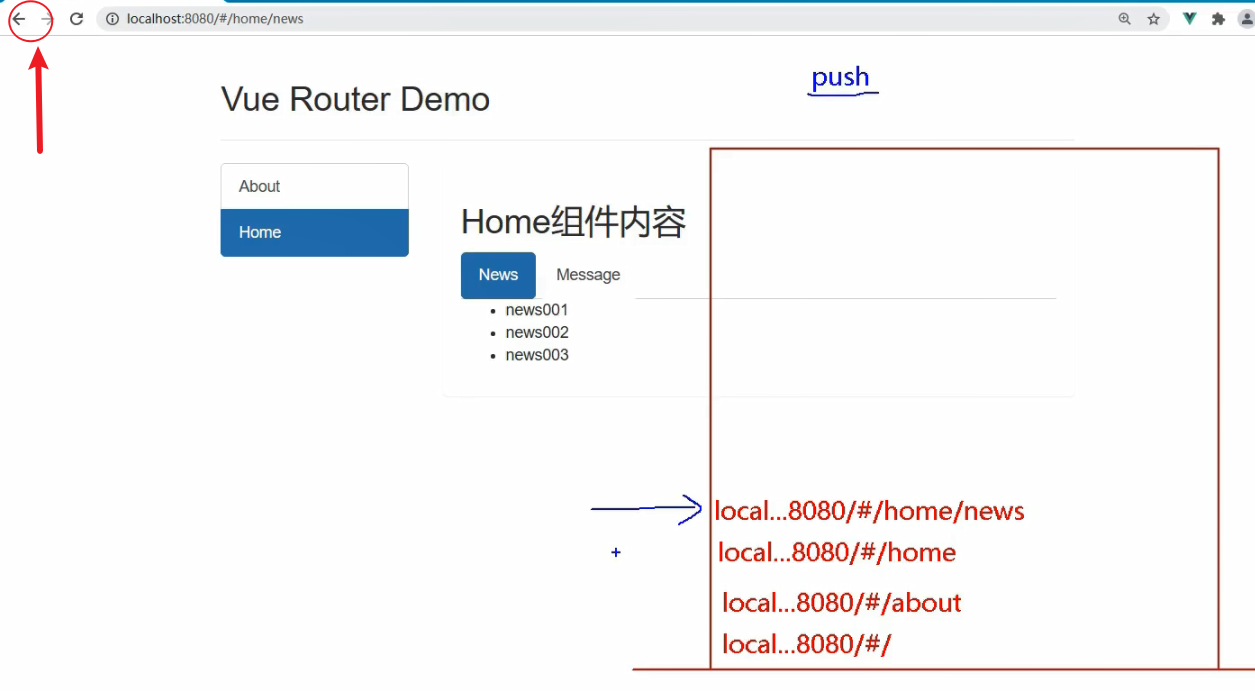 localhost:8080/#/home/news
push
Vue Router Demo
About
Home
Home组件内容
News
Message
news001
news002
news003
local...8080/#/home/news
local...8080/#/home
local...8080/#/about
local...8080/#/